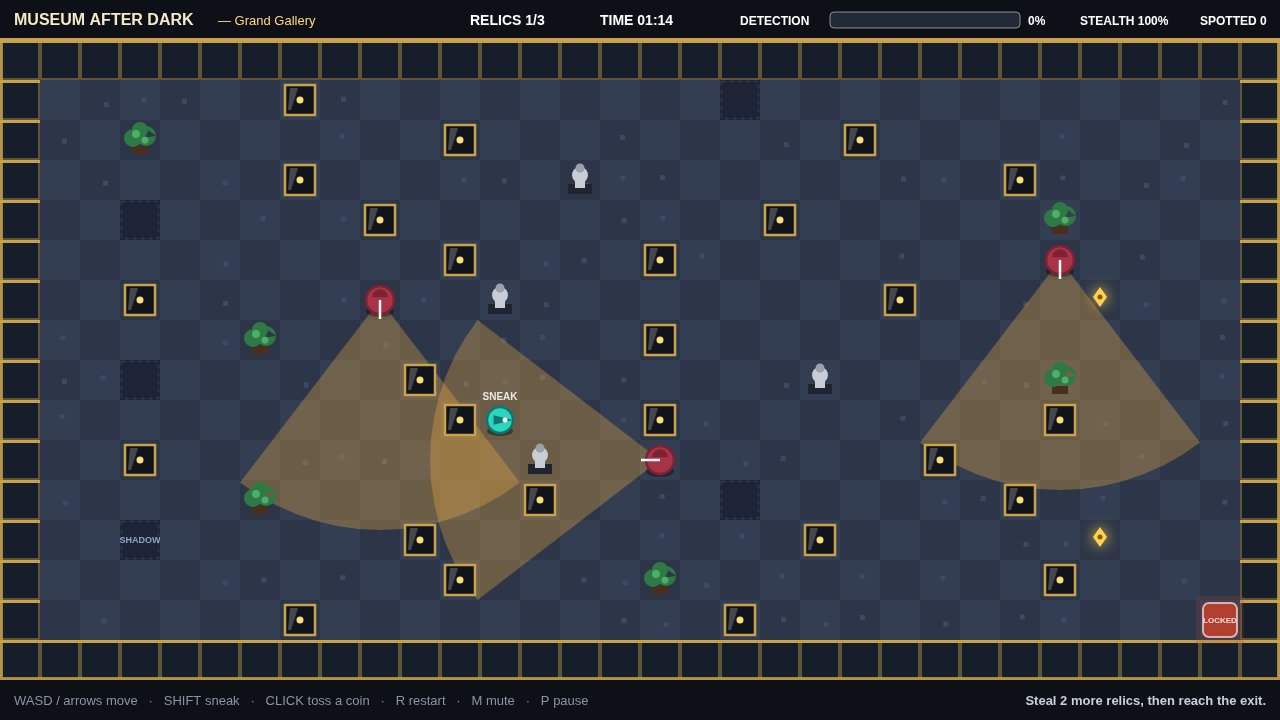 MUSEUM AFTER DARK — Grand Gallery RELICS 1/3 TIME 01:14 DETECTION 0% STEALTH 100% SPOTTED 0
SNEAK
SHADOW
LOCKED
WASD / arrows move · SHIFT sneak · CLICK toss a coin · R restart · M mute · P pause Steal 2 more relics, then reach the exit.